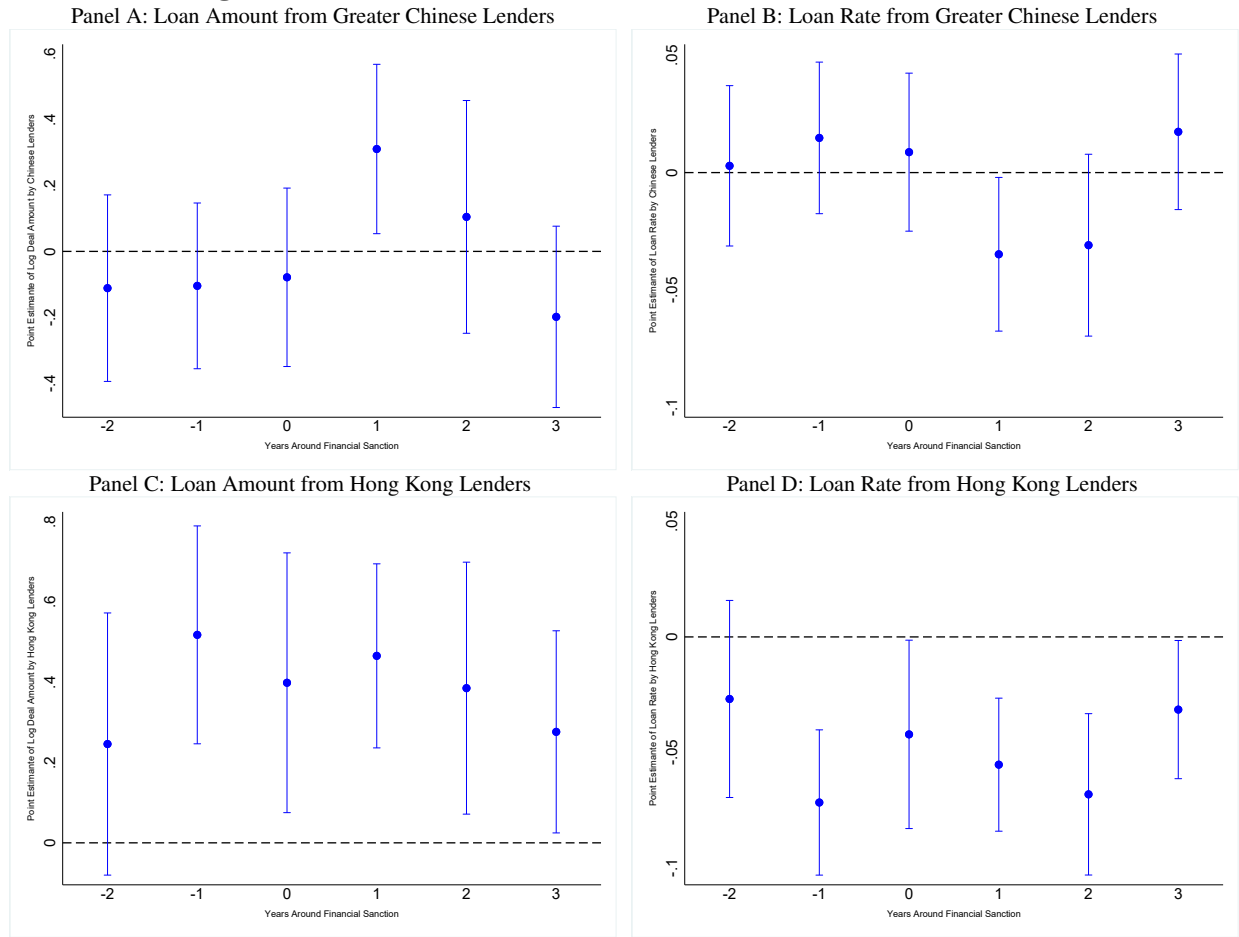 Panel A: Loan Amount from Greater Chinese Lenders
Point Estimante of Log Deal Amount by Chinese Lenders
.6
.4
.2
0
-.2
-.4
-2 -1 0 1 2 3
Years Around Financial Sanction
Panel B: Loan Rate from Greater Chinese Lenders
Point Estimante of Loan Rate by Chinese Lenders
.05
0
-.05
-.1
-2 -1 0 1 2 3
Years Around Financial Sanction
Panel C: Loan Amount from Hong Kong Lenders
Point Estimante of Log Deal Amount by Hong Kong Lenders
.8
.6
.4
.2
0
-2 -1 0 1 2 3
Years Around Financial Sanction
Panel D: Loan Rate from Hong Kong Lenders
Point Estimante of Loan Rate by Hong Kong Lenders
.05
0
-.05
-.1
-2 -1 0 1 2 3
Years Around Financial Sanction